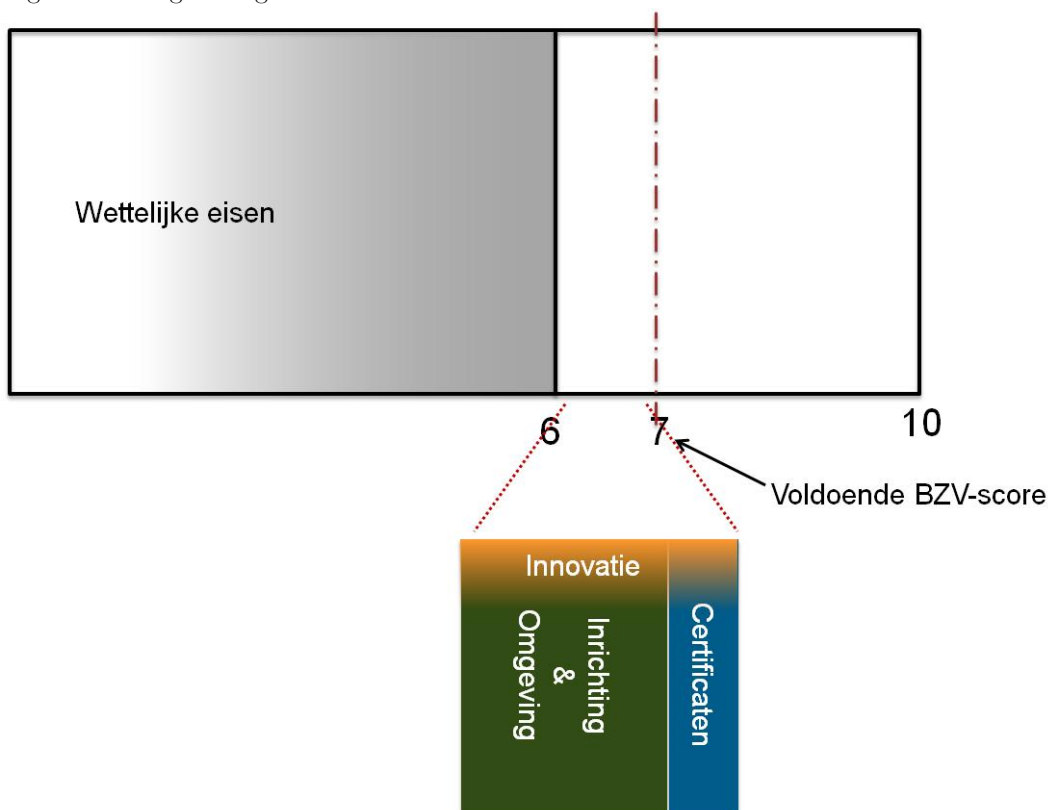 Wettelijke eisen
6
7
10
Voldoende BZV-score
Innovatie
Inrichting
&
Omgeving
Certificaten